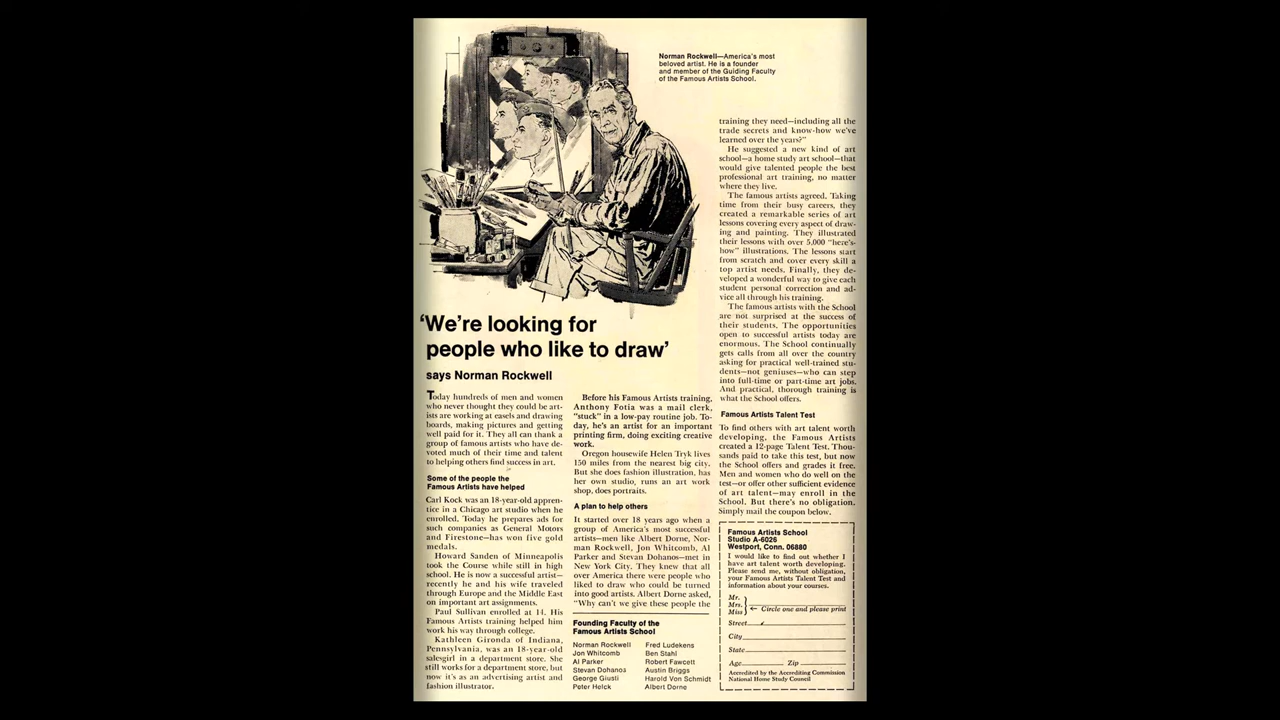 Norman Rockwell—America's most
beloved artist. He is a founder
and member of the Guiding Faculty
of the Famous Artists School.
'We're looking for
people who like to draw'
says Norman Rockwell
Today hundreds of men and women
who never thought they could be art-
ists are working at easels and drawing
boards, making pictures and getting
well paid for it. They all can thank a
group of famous artists who have de-
voted much of their time and talent
to helping others find success in art.
Some of the people the
Famous Artists have helped
Carl Kock was an 18-year-old appren-
tice in a Chicago art studio when he
enrolled. Today he prepares ads for
such companies as General Motors
and Firestone—has won five gold
medals.
Howard Sanden of Minneapolis
took the Course while still in high
school. He is now a successful artist—
recently he and his wife traveled
through Europe and the Middle East
on important art assignments.
Paul Sullivan enrolled at 14. His
Famous Artists training helped him
work his way through college.
Kathleen Gironda of Indiana,
Pennsylvania, was an 18-year-old
salesgirl in a department store. She
still works for a department store, but
now it's as an advertising artist and
fashion illustrator.
Before his Famous Artists training,
Anthony Fotia was a mail clerk,
"stuck" in a low-pay routine job. To-
day, he's an artist for an important
printing firm, doing exciting creative
work.
Oregon housewife Helen Tryk lives
150 miles from the nearest big city.
But she does fashion illustration, has
her own studio, runs an art work
shop, does portraits.
A plan to help others
It started over 18 years ago when a
group of America's most successful
artists—men like Albert Dorne, Nor-
man Rockwell, Jon Whitcomb, Al
Parker and Stevan Dohanos—met in
New York City. They knew that all
over America there were people who
liked to draw who could be turned
into good artists. Albert Dorne asked,
"Why can't we give these people the
Founding Faculty of the
Famous Artists School
Norman Rockwell
Jon Whitcomb
Al Parker
Stevan Dohanos
George Giusti
Peter Helck
Fred Ludekens
Ben Stahl
Robert Fawcett
Austin Briggs
Harold Von Schmidt
Albert Dorne
training they need—including all the
trade secrets and know-how we've
learned over the years?"
He suggested a new kind of art
school—a home study art school—that
would give talented people the best
professional art training, no matter
where they live.
The famous artists agreed. Taking
time from their busy careers, they
created a remarkable series of art
lessons covering every aspect of draw-
ing and painting. They illustrated
their lessons with over 5,000 "here's-
how" illustrations. The lessons start
from scratch and cover every skill a
top artist needs. Finally, they de-
veloped a wonderful way to give each
student personal correction and ad-
vice all through his training.
The famous artists with the School
are not surprised at the success of
their students. The opportunities
open to successful artists today are
enormous. The School continually
gets calls from all over the country
asking for practical well-trained stu-
dents—not geniuses—who can step
into full-time or part-time art jobs.
And practical, thorough training is
what the School offers.
Famous Artists Talent Test
To find others with art talent worth
developing, the Famous Artists
created a 12-page Talent Test. Thou-
sands paid to take this test, but now
the School offers and grades it free.
Men and women who do well on the
test—or offer other sufficient evidence
of art talent—may enroll in the
School. But there's no obligation.
Simply mail the coupon below.
Famous Artists School
Studio A-6026
Westport, Conn. 06880
I would like to find out whether I
have art talent worth developing.
Please send me, without obligation,
your Famous Artists Talent Test and
information about your courses.
Mr.
Mrs.
Miss
← Circle one and please print
Street
City
State
Age Zip
Accredited by the Accrediting Commission
National Home Study Council